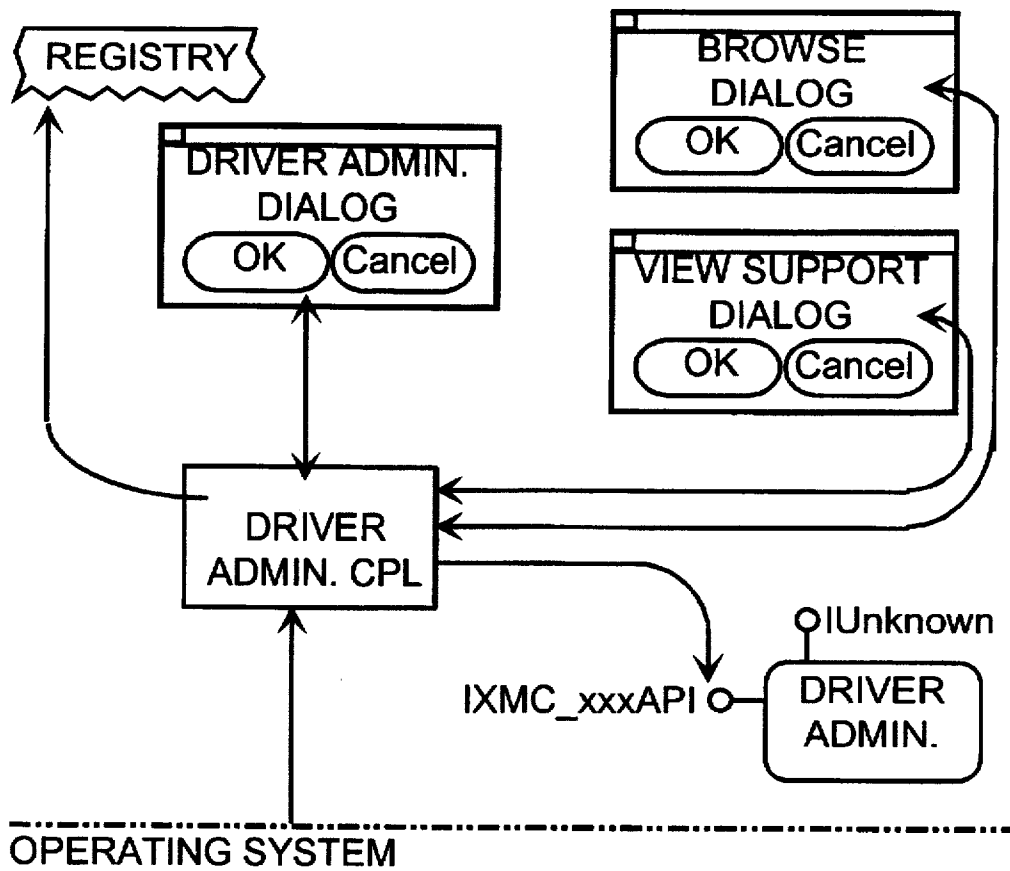 REGISTRY
BROWSE
DIALOG
OK
Cancel
DRIVER ADMIN.
DIALOG
OK
Cancel
VIEW SUPPORT
DIALOG
OK
Cancel
DRIVER
ADMIN. CPL
IUnknown
IXMC_xxxAPI
DRIVER
ADMIN.
OPERATING SYSTEM